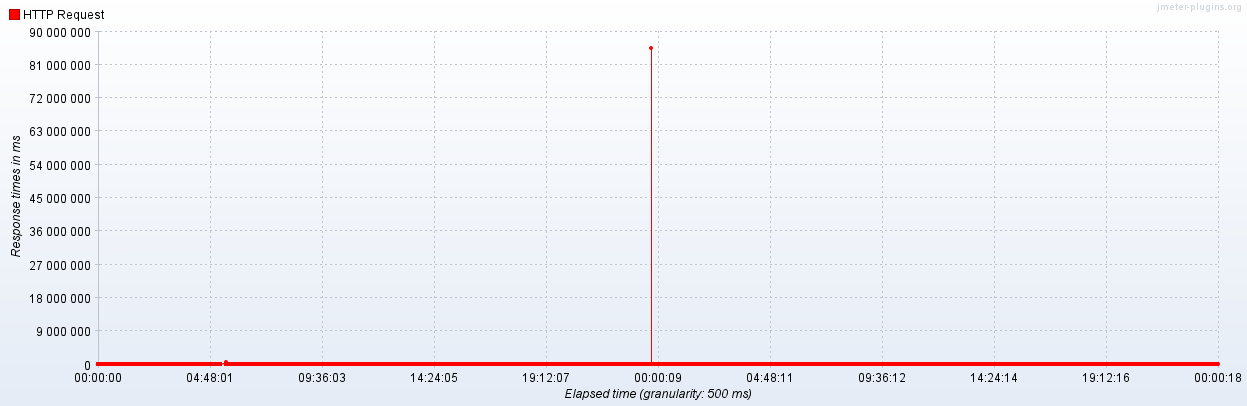 jmeter-plugins.org
HTTP Request
90 000 000
81 000 000
72 000 000
63 000 000
54 000 000
45 000 000
36 000 000
27 000 000
18 000 000
9 000 000
0
Response times in ms
00:00:00 04:48:01 09:36:03 14:24:05 19:12:07 00:00:09 04:48:11 09:36:12 14:24:14 19:12:16 00:00:18
Elapsed time (granularity: 500 ms)